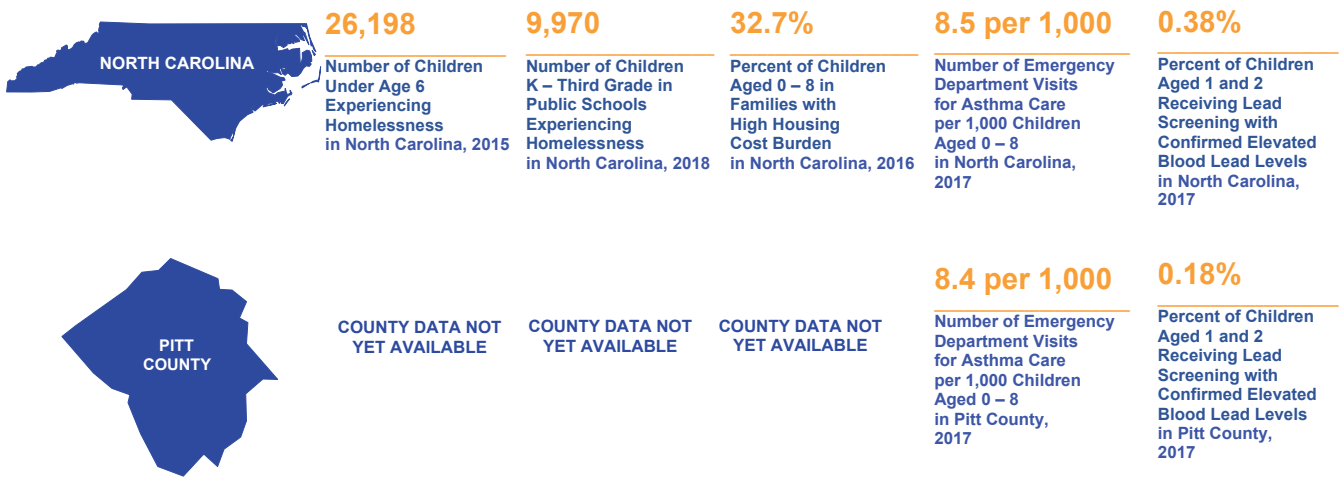 NORTH CAROLINA
26,198
Number of Children
Under Age 6
Experiencing
Homelessness
in North Carolina, 2015
9,970
Number of Children
K – Third Grade in
Public Schools
Experiencing
Homelessness
in North Carolina, 2018
32.7%
Percent of Children
Aged 0 – 8 in
Families with
High Housing
Cost Burden
in North Carolina, 2016
8.5 per 1,000
Number of Emergency
Department Visits
for Asthma Care
per 1,000 Children
Aged 0 – 8
in North Carolina,
2017
0.38%
Percent of Children
Aged 1 and 2
Receiving Lead
Screening with
Confirmed Elevated
Blood Lead Levels
in North Carolina,
2017
PITT
COUNTY
COUNTY DATA NOT
YET AVAILABLE
COUNTY DATA NOT
YET AVAILABLE
COUNTY DATA NOT
YET AVAILABLE
8.4 per 1,000
Number of Emergency
Department Visits
for Asthma Care
per 1,000 Children
Aged 0 – 8
in Pitt County,
2017
0.18%
Percent of Children
Aged 1 and 2
Receiving Lead
Screening with
Confirmed Elevated
Blood Lead Levels
in Pitt County,
2017